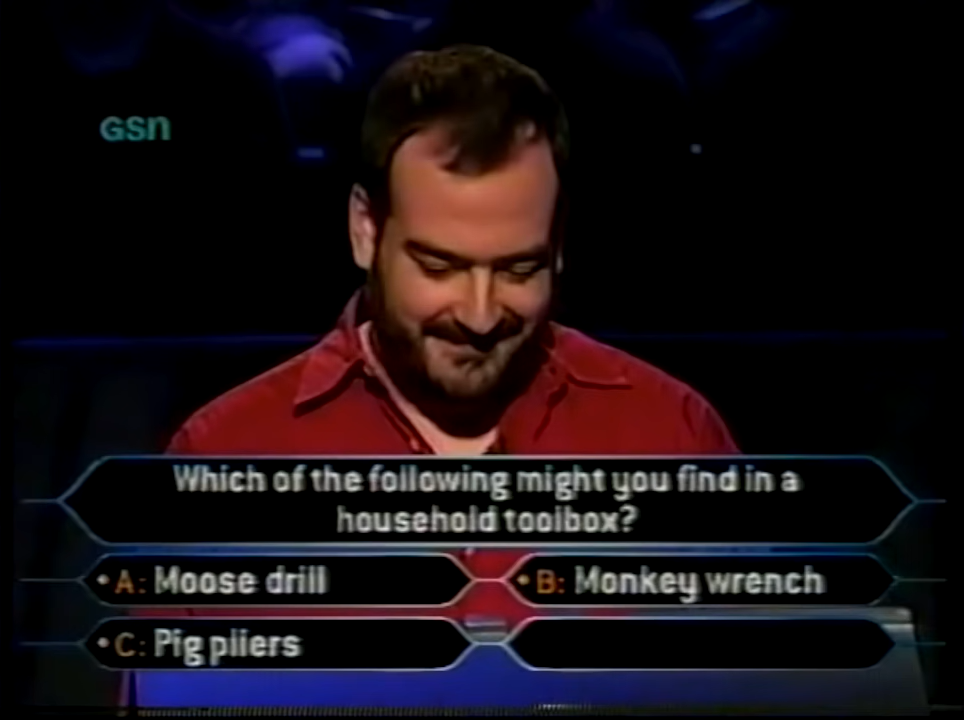 GSN
Which of the following might you find in a
household toolbox?
• A: Moose drill
• B: Monkey wrench
• C: Pig pliers